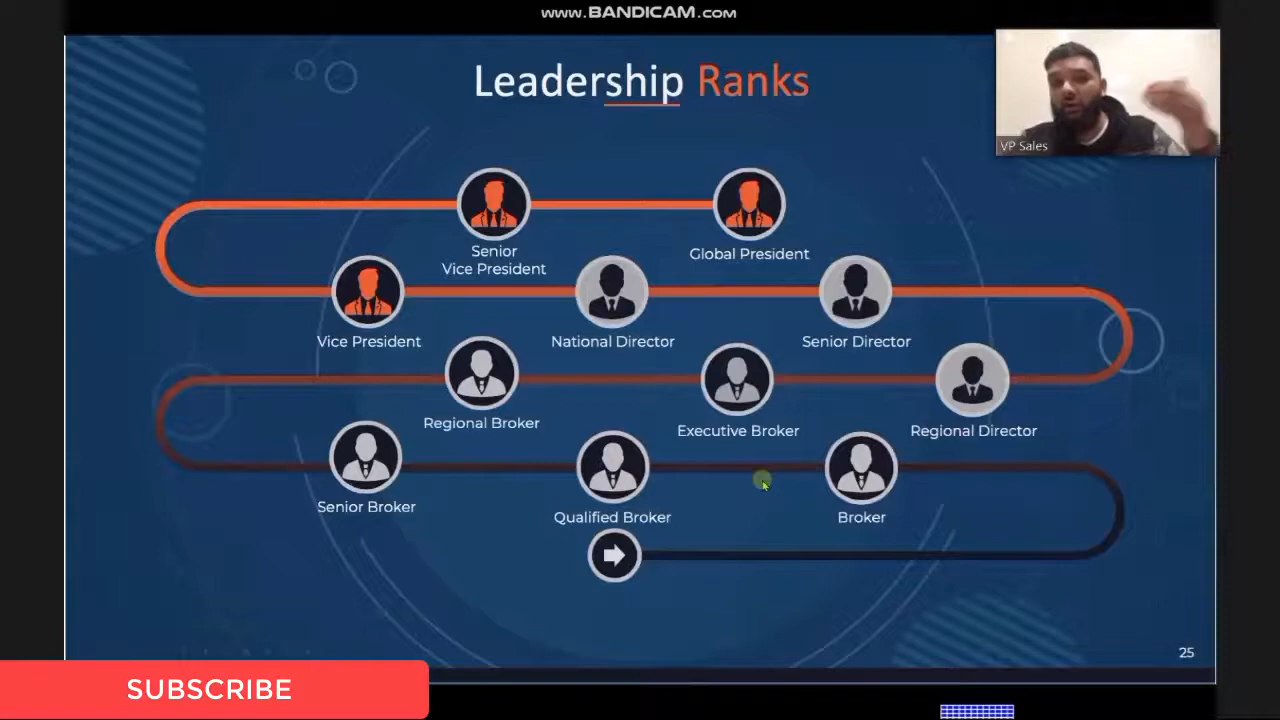 www.BANDICAM.com
Leadership Ranks
VP Sales
Senior
Vice President
Global President
Vice President
National Director
Senior Director
Regional Broker
Executive Broker
Regional Director
Senior Broker
Qualified Broker
Broker
25
SUBSCRIBE